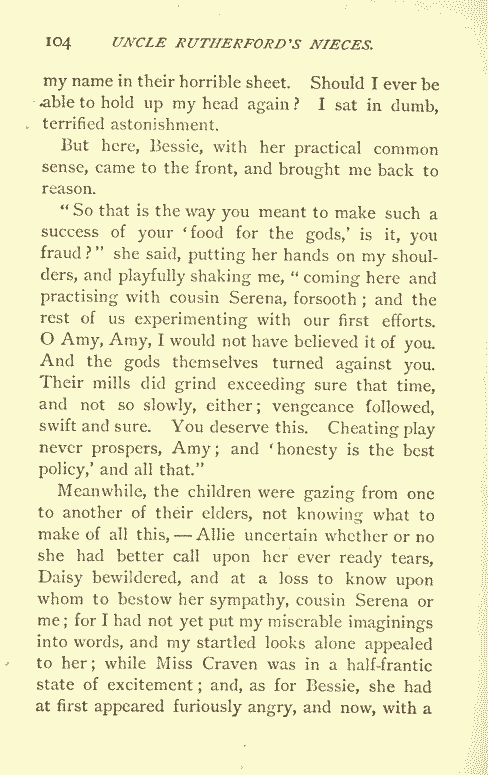 104 UNCLE RUTHERFORD'S NIECES.
my name in their horrible sheet. Should I ever be
able to hold up my head again? I sat in dumb,
terrified astonishment.
But here, Bessie, with her practical common
sense, came to the front, and brought me back to
reason.
"So that is the way you meant to make such a
success of your 'food for the gods,' is it, you
fraud?" she said, putting her hands on my shoul-
ders, and playfully shaking me, "coming here and
practising with cousin Serena, forsooth; and the
rest of us experimenting with our first efforts.
O Amy, Amy, I would not have believed it of you.
And the gods themselves turned against you.
Their mills did grind exceeding sure that time,
and not so slowly, either; vengeance followed,
swift and sure. You deserve this. Cheating play
never prospers, Amy; and 'honesty is the best
policy,' and all that."
Meanwhile, the children were gazing from one
to another of their elders, not knowing what to
make of all this, — Allie uncertain whether or no
she had better call upon her ever ready tears,
Daisy bewildered, and at a loss to know upon
whom to bestow her sympathy, cousin Serena or
me; for I had not yet put my miserable imaginings
into words, and my startled looks alone appealed
to her; while Miss Craven was in a half-frantic
state of excitement; and, as for Bessie, she had
at first appeared furiously angry, and now, with a